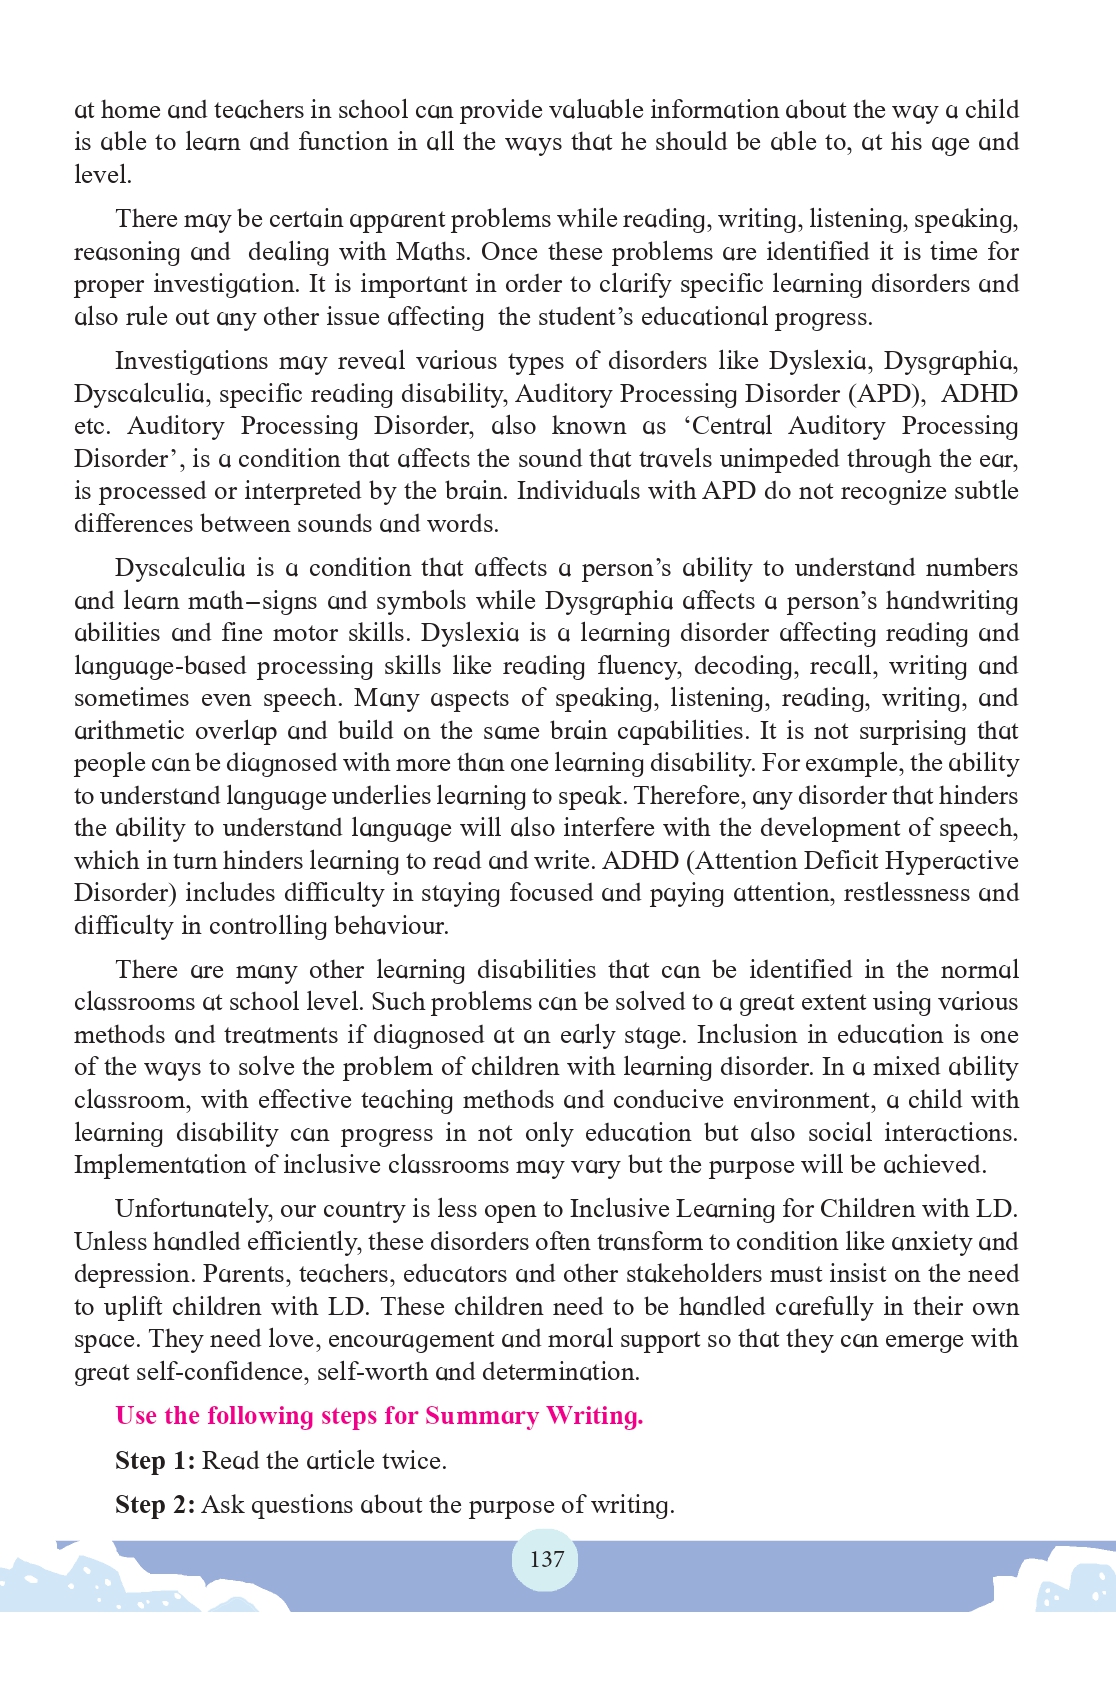 at home and teachers in school can provide valuable information about the way a child
is able to learn and function in all the ways that he should be able to, at his age and
level.
There may be certain apparent problems while reading, writing, listening, speaking,
reasoning and dealing with Maths. Once these problems are identified it is time for
proper investigation. It is important in order to clarify specific learning disorders and
also rule out any other issue affecting the student’s educational progress.
Investigations may reveal various types of disorders like Dyslexia, Dysgraphia,
Dyscalculia, specific reading disability, Auditory Processing Disorder (APD), ADHD
etc. Auditory Processing Disorder, also known as ‘Central Auditory Processing
Disorder’, is a condition that affects the sound that travels unimpeded through the ear,
is processed or interpreted by the brain. Individuals with APD do not recognize subtle
differences between sounds and words.
Dyscalculia is a condition that affects a person’s ability to understand numbers
and learn math–signs and symbols while Dysgraphia affects a person’s handwriting
abilities and fine motor skills. Dyslexia is a learning disorder affecting reading and
language-based processing skills like reading fluency, decoding, recall, writing and
sometimes even speech. Many aspects of speaking, listening, reading, writing, and
arithmetic overlap and build on the same brain capabilities. It is not surprising that
people can be diagnosed with more than one learning disability. For example, the ability
to understand language underlies learning to speak. Therefore, any disorder that hinders
the ability to understand language will also interfere with the development of speech,
which in turn hinders learning to read and write. ADHD (Attention Deficit Hyperactive
Disorder) includes difficulty in staying focused and paying attention, restlessness and
difficulty in controlling behaviour.
There are many other learning disabilities that can be identified in the normal
classrooms at school level. Such problems can be solved to a great extent using various
methods and treatments if diagnosed at an early stage. Inclusion in education is one
of the ways to solve the problem of children with learning disorder. In a mixed ability
classroom, with effective teaching methods and conducive environment, a child with
learning disability can progress in not only education but also social interactions.
Implementation of inclusive classrooms may vary but the purpose will be achieved.
Unfortunately, our country is less open to Inclusive Learning for Children with LD.
Unless handled efficiently, these disorders often transform to condition like anxiety and
depression. Parents, teachers, educators and other stakeholders must insist on the need
to uplift children with LD. These children need to be handled carefully in their own
space. They need love, encouragement and moral support so that they can emerge with
great self-confidence, self-worth and determination.
Use the following steps for Summary Writing.
Step 1: Read the article twice.
Step 2: Ask questions about the purpose of writing.
137